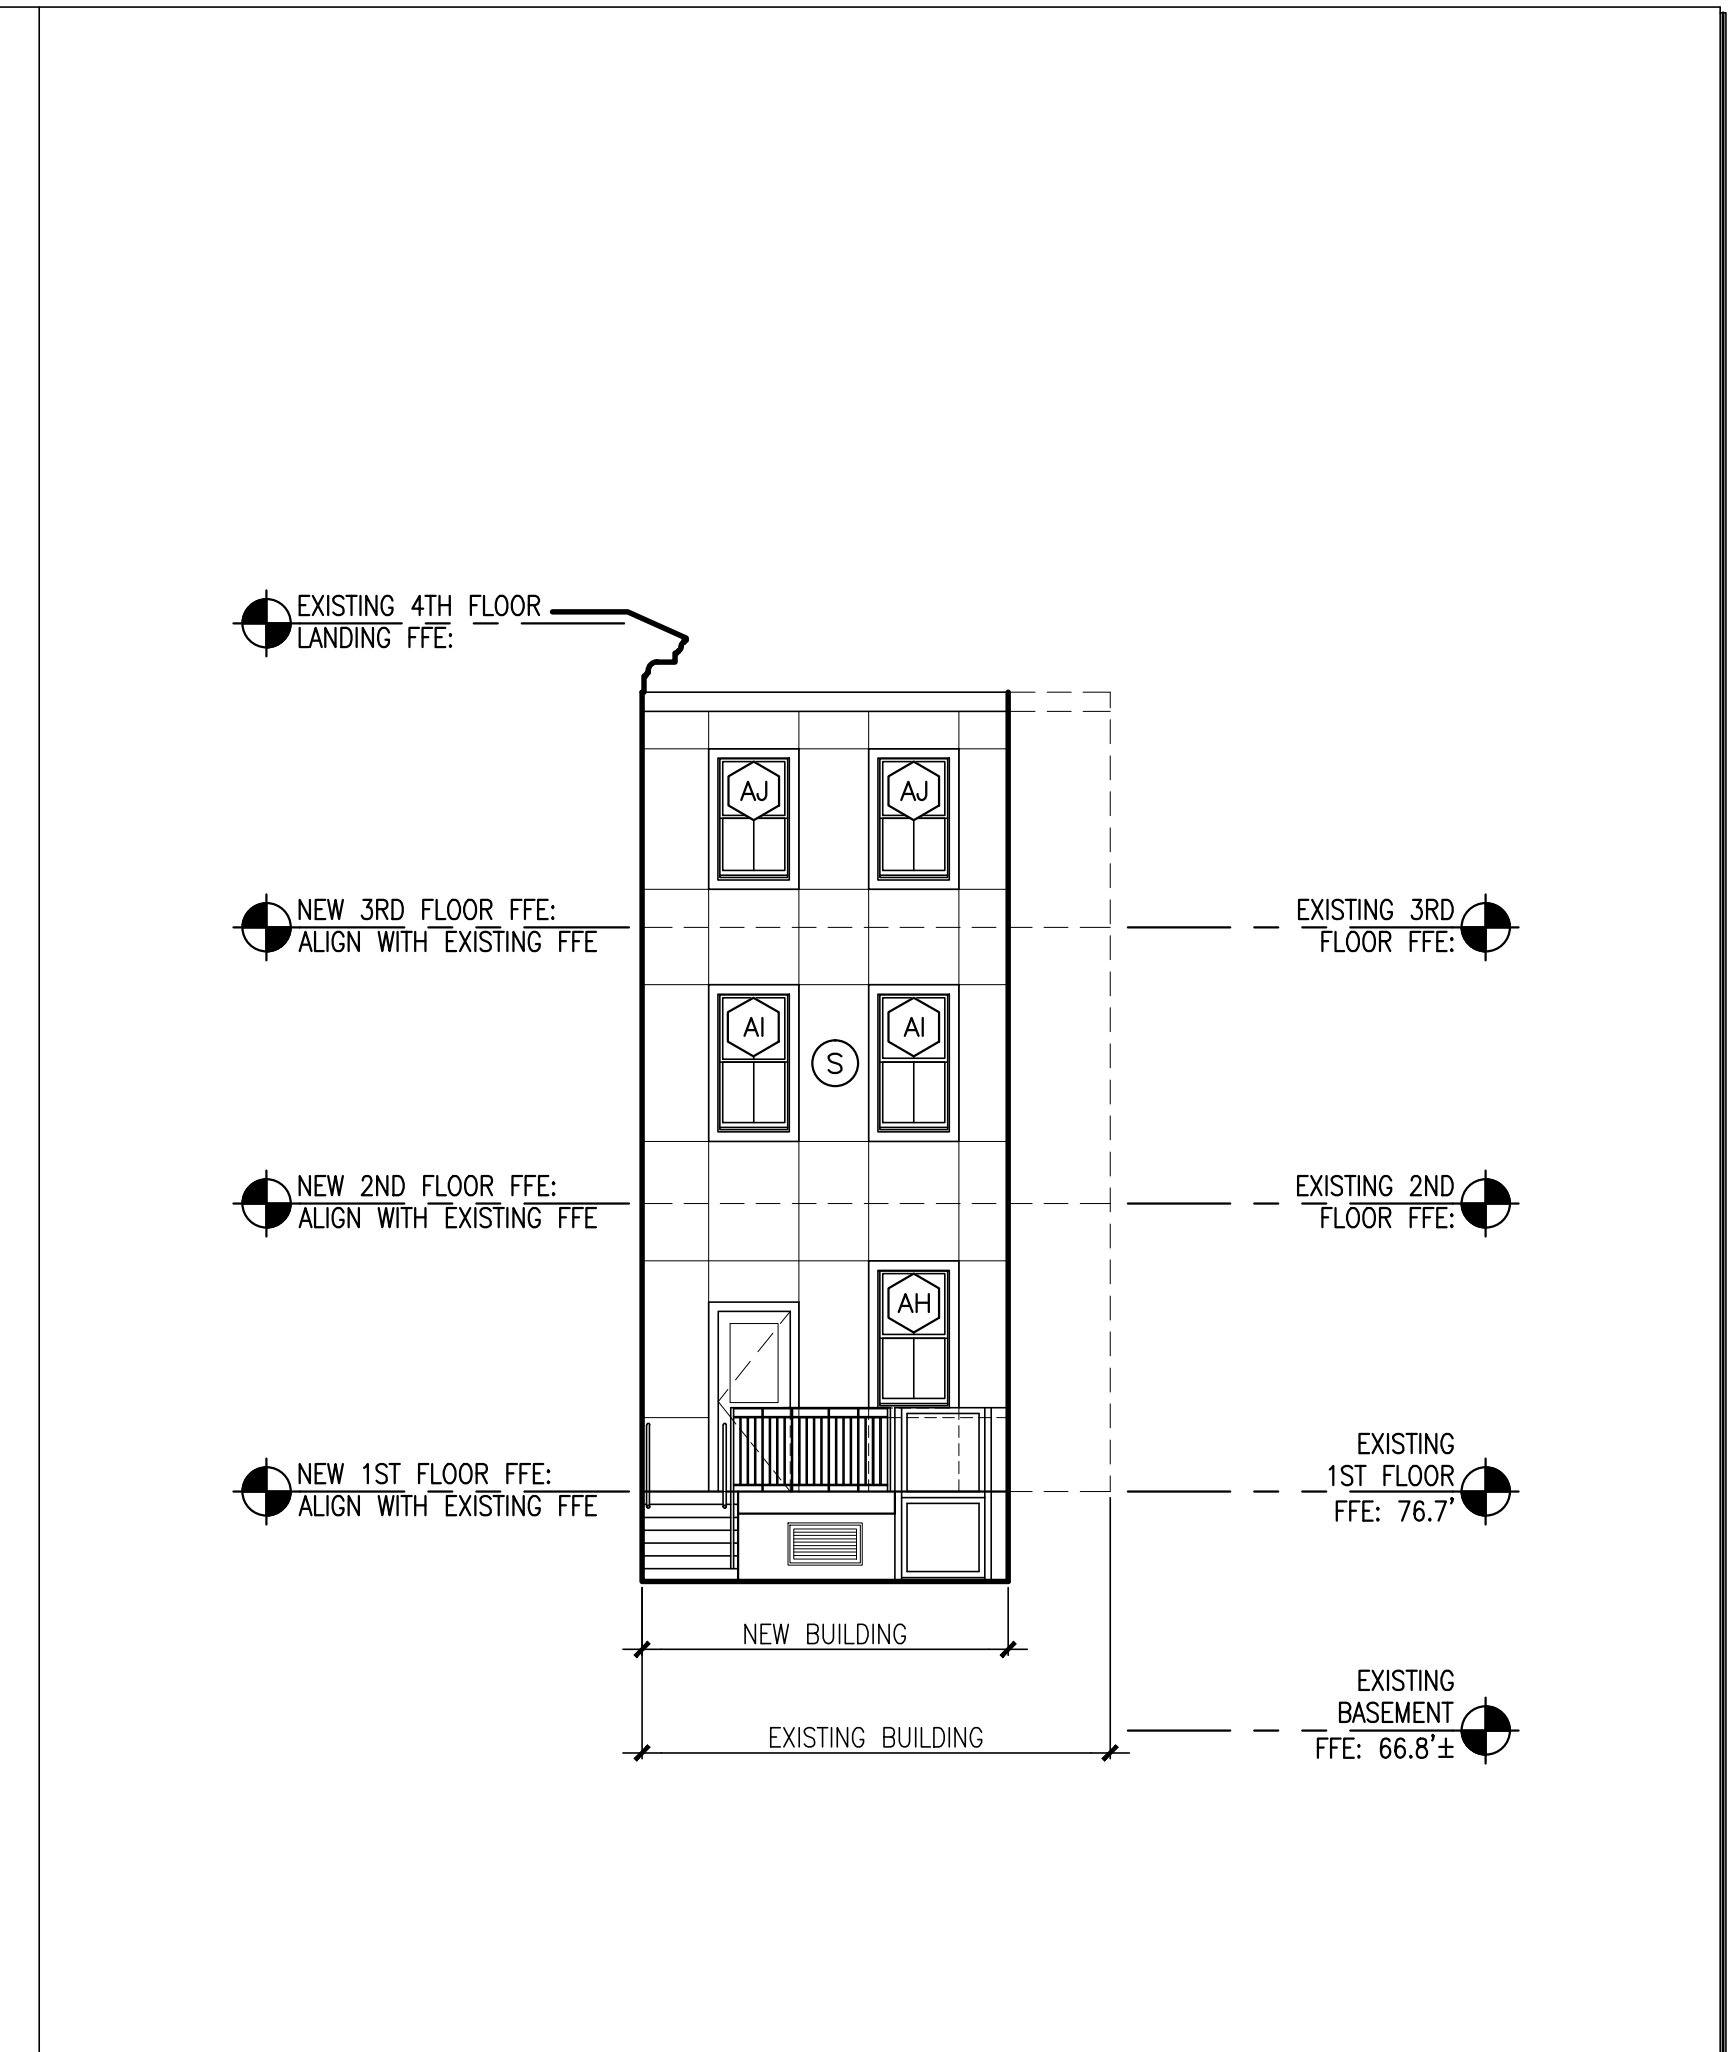 EXISTING 4TH FLOOR
LANDING FFE:
AJ
AJ
NEW 3RD FLOOR FFE:
ALIGN WITH EXISTING FFE
EXISTING 3RD
FLOOR FFE:
AI
AI
S
NEW 2ND FLOOR FFE:
ALIGN WITH EXISTING FFE
EXISTING 2ND
FLOOR FFE:
AH
NEW 1ST FLOOR FFE:
ALIGN WITH EXISTING FFE
EXISTING
1ST FLOOR
FFE: 76.7'
NEW BUILDING
EXISTING BUILDING
EXISTING
BASEMENT
FFE: 66.8'±